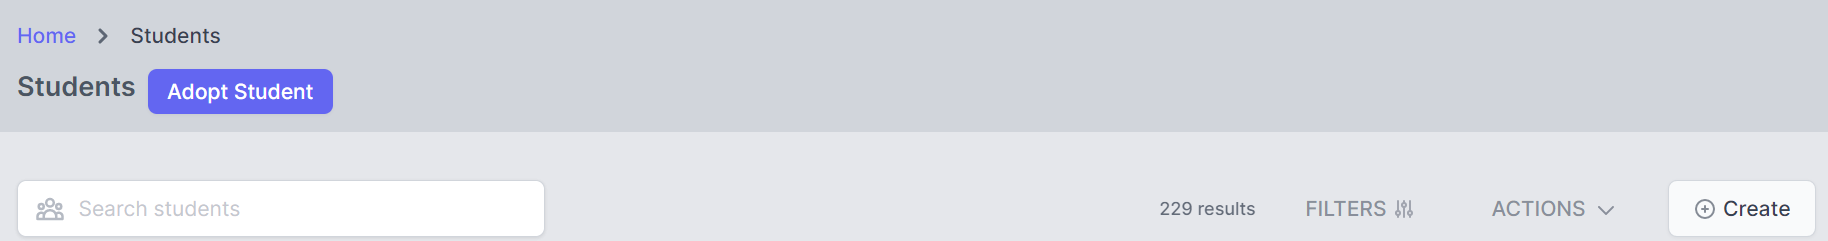 Home > Students
Students Adopt Student
Search students 229 results FILTERS ACTIONS Create